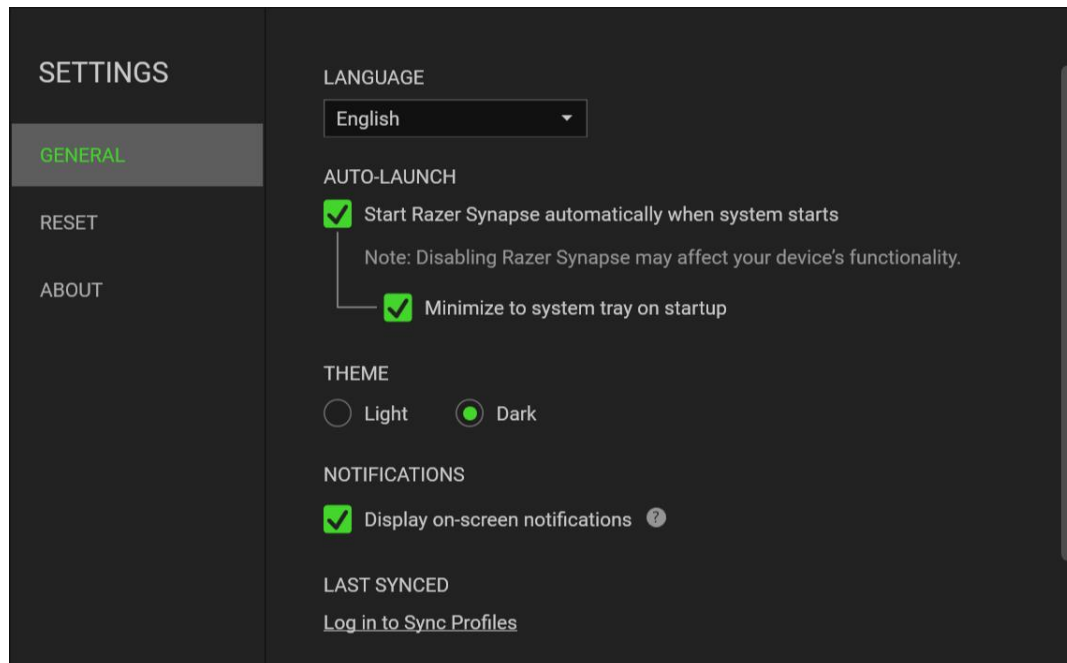 SETTINGS
GENERAL
RESET
ABOUT
LANGUAGE
English
AUTO-LAUNCH
Start Razer Synapse automatically when system starts
Note: Disabling Razer Synapse may affect your device’s functionality.
Minimize to system tray on startup
THEME
Light Dark
NOTIFICATIONS
Display on-screen notifications ?
LAST SYNCED
Log in to Sync Profiles